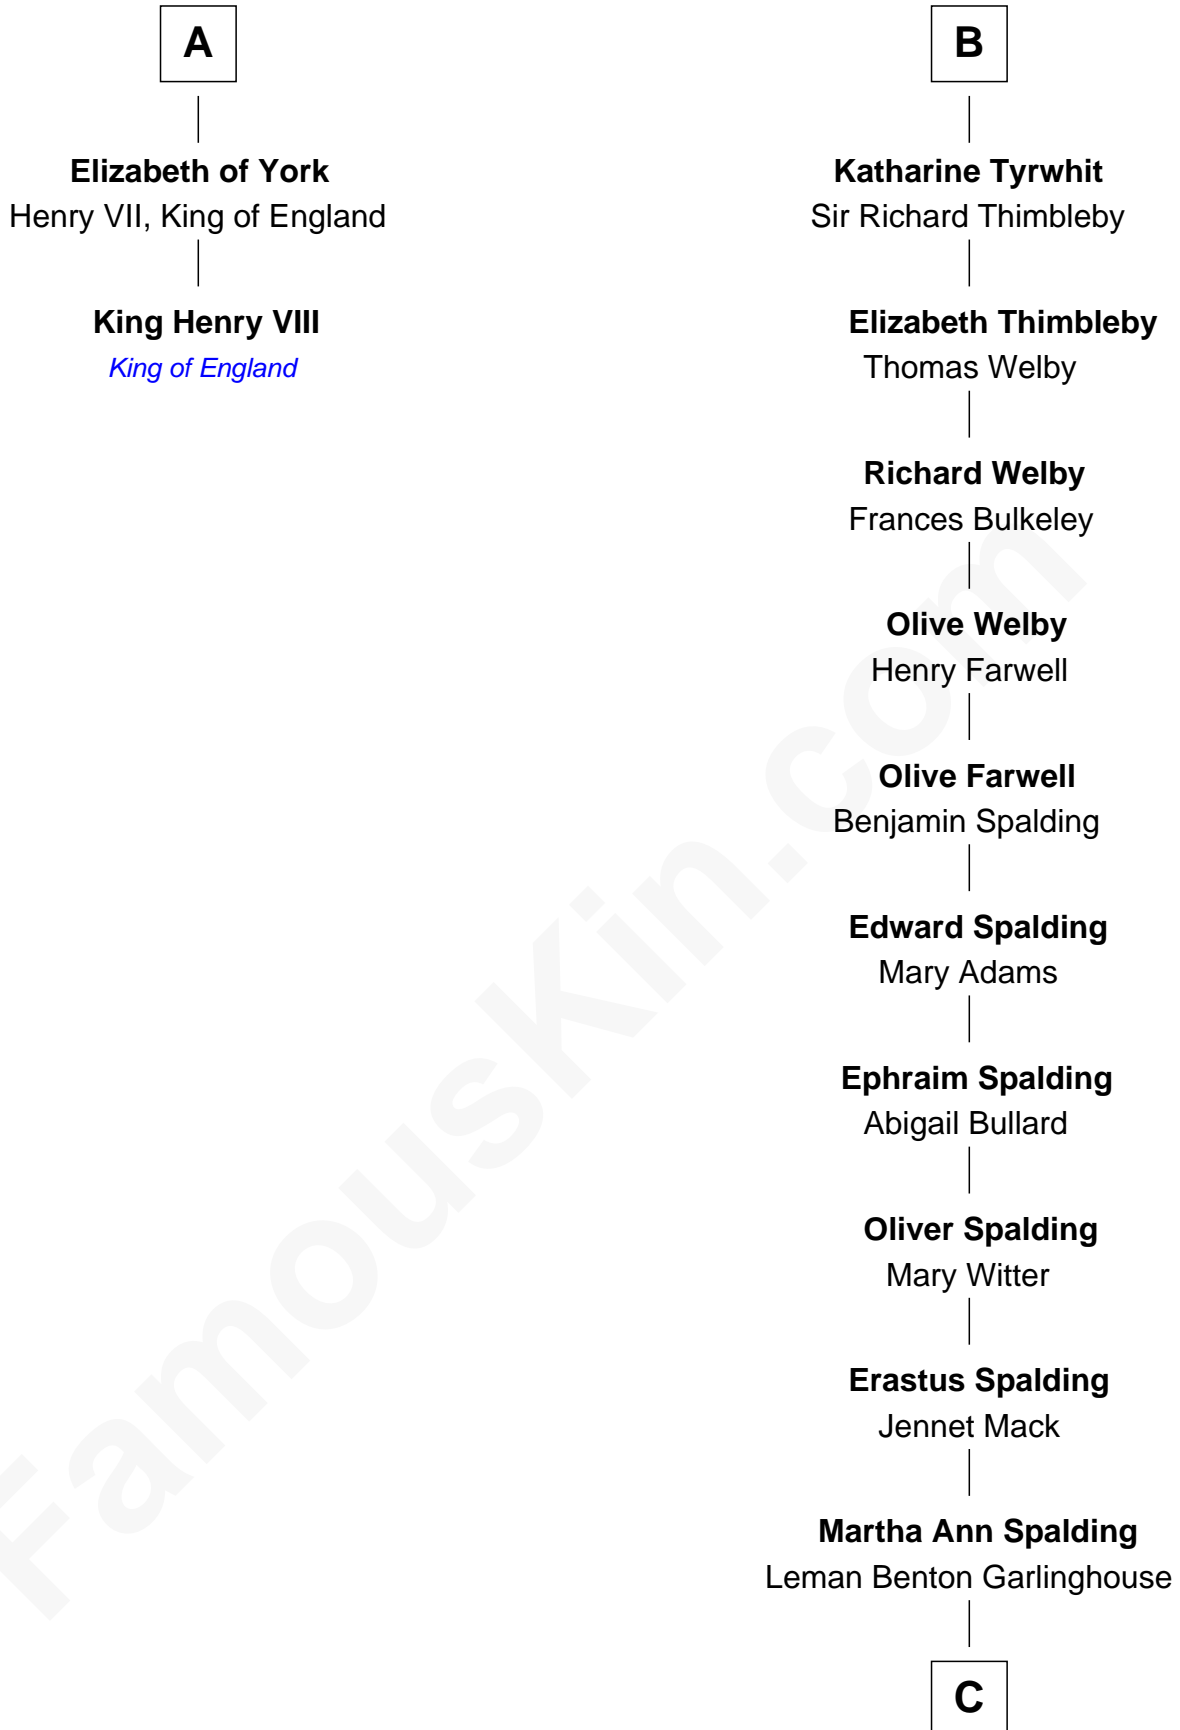 A
Elizabeth of York
Henry VII, King of England
King Henry VIII
King of England
B
Katharine Tyrwhit
Sir Richard Thimbleby
Elizabeth Thimbleby
Thomas Welby
Richard Welby
Frances Bulkeley
Olive Welby
Henry Farwell
Olive Farwell
Benjamin Spalding
Edward Spalding
Mary Adams
Ephraim Spalding
Abigail Bullard
Oliver Spalding
Mary Witter
Erastus Spalding
Jennet Mack
Martha Ann Spalding
Leman Benton Garlinghouse
C
FamousKin.com